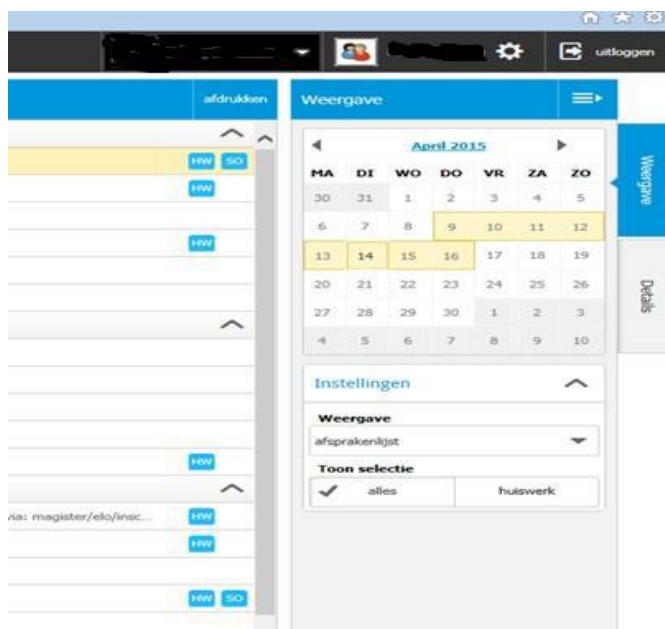 uitloggen
afdrukken
Weergave
HW SO
HW
HW
HW
via: magister/elo/insc...
HW
HW
HW SO
April 2015
MA DI WO DO VR ZA ZO
30 31 1 2 3 4 5
6 7 8 9 10 11 12
13 14 15 16 17 18 19
20 21 22 23 24 25 26
27 28 29 30 1 2 3
4 5 6 7 8 9 10
Instellingen
Weergave
afsprakenlijst
Toon selectie
alles huiswerk
Weergave
Details